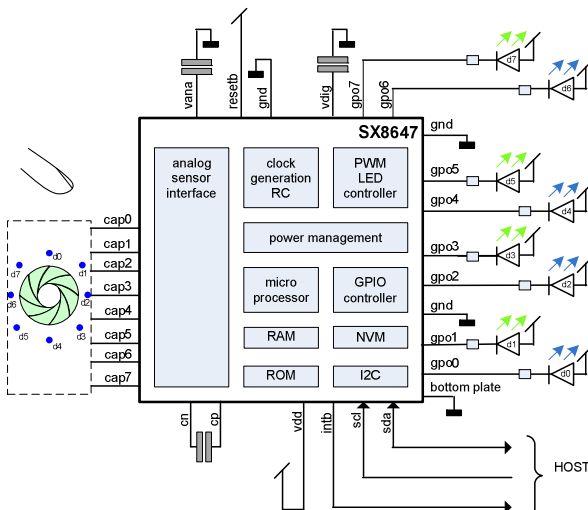 d7
d6
vana
resetb
gnd
vdig
gpo7
gpo6
SX8647
gnd
analog
sensor
interface
clock
generation
RC
PWM
LED
controller
gpo5
d5
gpo4
d4
power management
gpo3
d3
gpo2
d2
micro
processor
GPIO
controller
gnd
RAM
NVM
gpo1
d1
ROM
I2C
gpo0
d0
bottom plate
cap0
cap1
cap2
cap3
cap4
cap5
cap6
cap7
d0
d7
d1
d6
d2
d5
d3
d4
cn
cp
vdd
intb
scl
sda
HOST